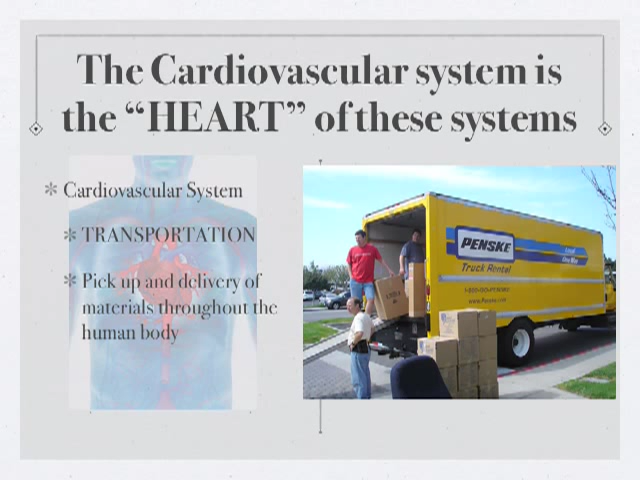 The Cardiovascular system is
the “HEART” of these systems
Cardiovascular System
TRANSPORTATION
Pick up and delivery of
materials throughout the
human body
PENSKE
Truck Rental